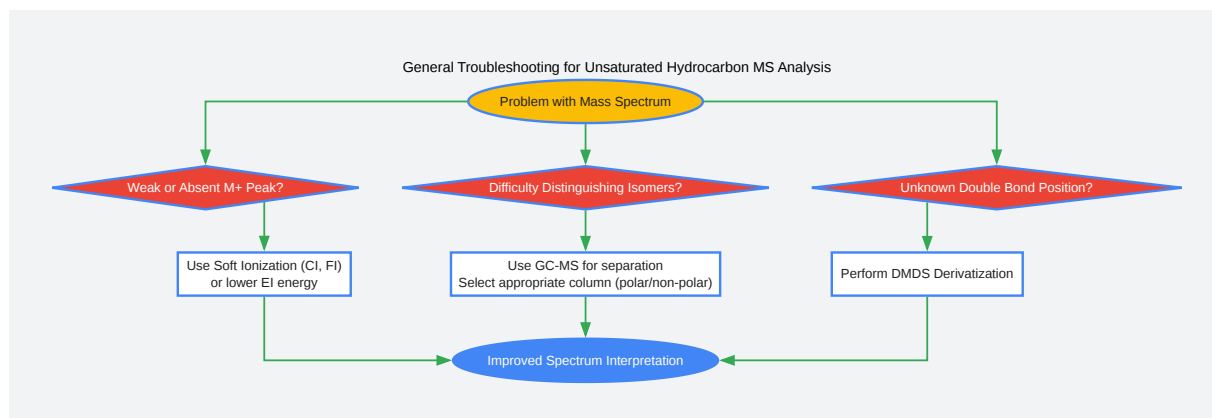 General Troubleshooting for Unsaturated Hydrocarbon MS Analysis
Problem with Mass Spectrum
Weak or Absent M+ Peak?
Difficulty Distinguishing Isomers?
Unknown Double Bond Position?
Use Soft Ionization (CI, FI)
or lower EI energy
Use GC-MS for separation
Select appropriate column (polar/non-polar)
Perform DMDS Derivatization
Improved Spectrum Interpretation